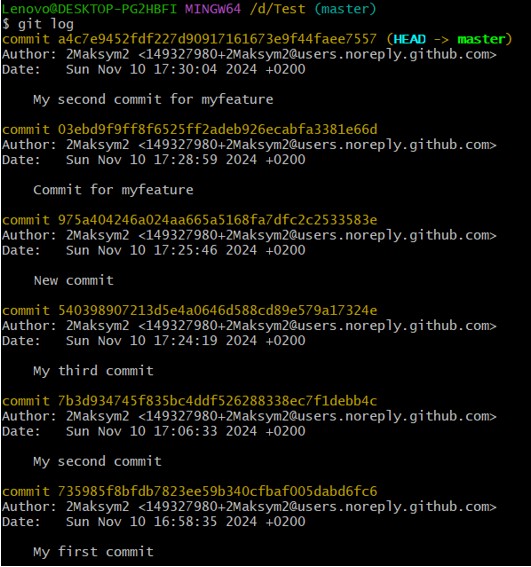 Lenovo@DESKTOP-PG2HBFI MINGW64 /d/Test (master)
$ git log
commit a4c7e9452fdf227d90917161673e9f44faee7557 (HEAD -> master)
Author: 2Maksym2 <149327980+2Maksym2@users.noreply.github.com>
Date:   Sun Nov 10 17:30:04 2024 +0200
    My second commit for myfeature
commit 03ebd9f9ff8f6525ff2adeb926ecabfa3381e66d
Author: 2Maksym2 <149327980+2Maksym2@users.noreply.github.com>
Date:   Sun Nov 10 17:28:59 2024 +0200
    Commit for myfeature
commit 975a404246a024aa665a5168fa7dfc2c2533583e
Author: 2Maksym2 <149327980+2Maksym2@users.noreply.github.com>
Date:   Sun Nov 10 17:25:46 2024 +0200
    New commit
commit 540398907213d5e4a0646d588cd89e579a17324e
Author: 2Maksym2 <149327980+2Maksym2@users.noreply.github.com>
Date:   Sun Nov 10 17:24:19 2024 +0200
    My third commit
commit 7b3d934745f835bc4ddf526288338ec7f1debb4c
Author: 2Maksym2 <149327980+2Maksym2@users.noreply.github.com>
Date:   Sun Nov 10 17:06:33 2024 +0200
    My second commit
commit 735985f8bfdb7823ee59b340cfbaf005dabd6fc6
Author: 2Maksym2 <149327980+2Maksym2@users.noreply.github.com>
Date:   Sun Nov 10 16:58:35 2024 +0200
    My first commit